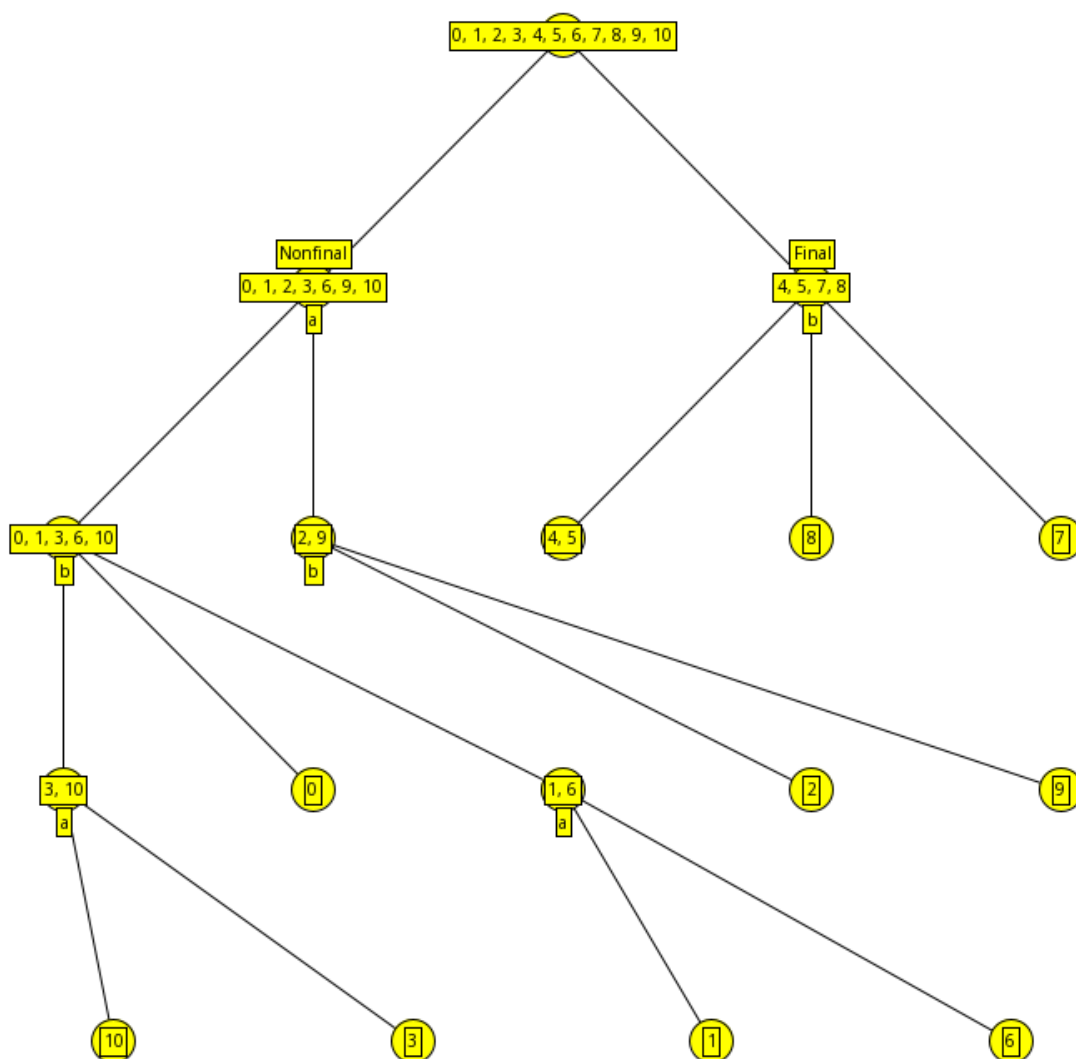 0, 1, 2, 3, 4, 5, 6, 7, 8, 9, 10
Nonfinal
Final
0, 1, 2, 3, 6, 9, 10
4, 5, 7, 8
a
b
0, 1, 3, 6, 10
2, 9
4, 5
8
7
b
b
3, 10
0
1, 6
2
9
a
a
10
3
1
6